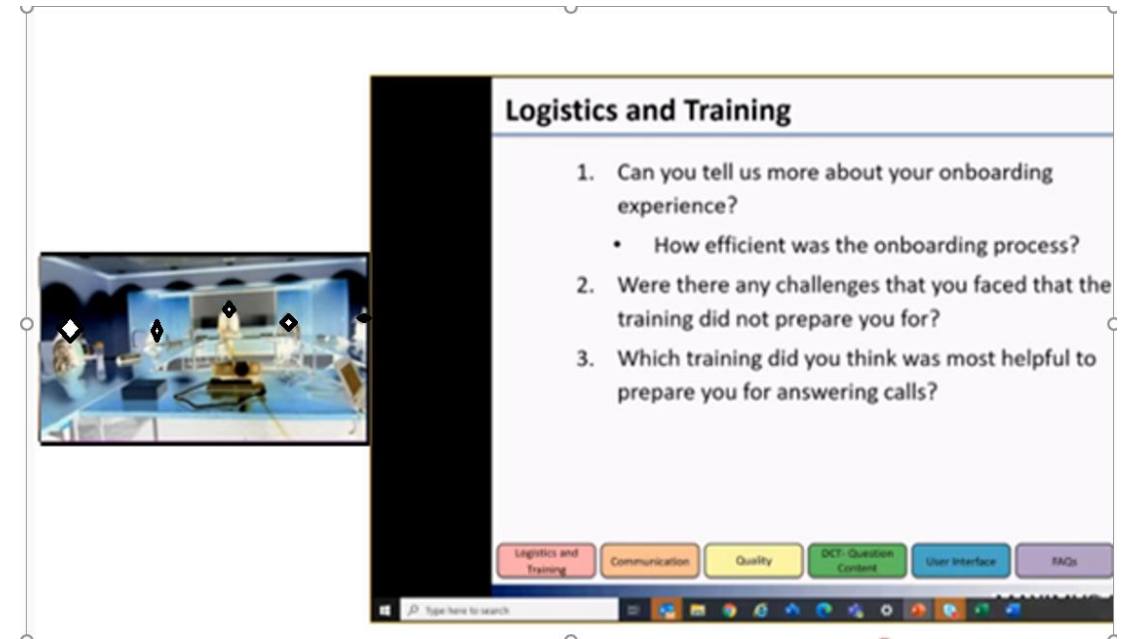 Logistics and Training
1. Can you tell us more about your onboarding
experience?
• How efficient was the onboarding process?
2. Were there any challenges that you faced that the
training did not prepare you for?
3. Which training did you think was most helpful to
prepare you for answering calls?
Logistics and
Training
Communication
Quality
DCT- Question
Content
User Interface
FAQs
Type here to search